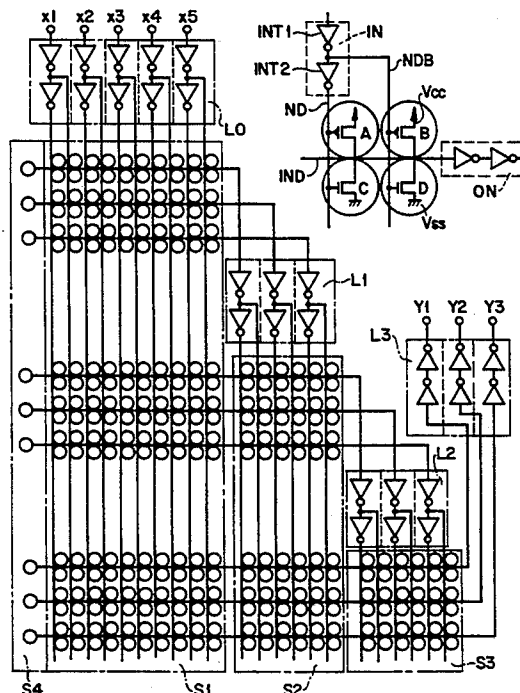 x1 x2 x3 x4 x5
INT1 IN
INT2 NDB
ND Vcc
L0 A B
IND
C D ON
Vss
L1 Y1 Y2 Y3
L3
L2
S4 S1 S2 S3